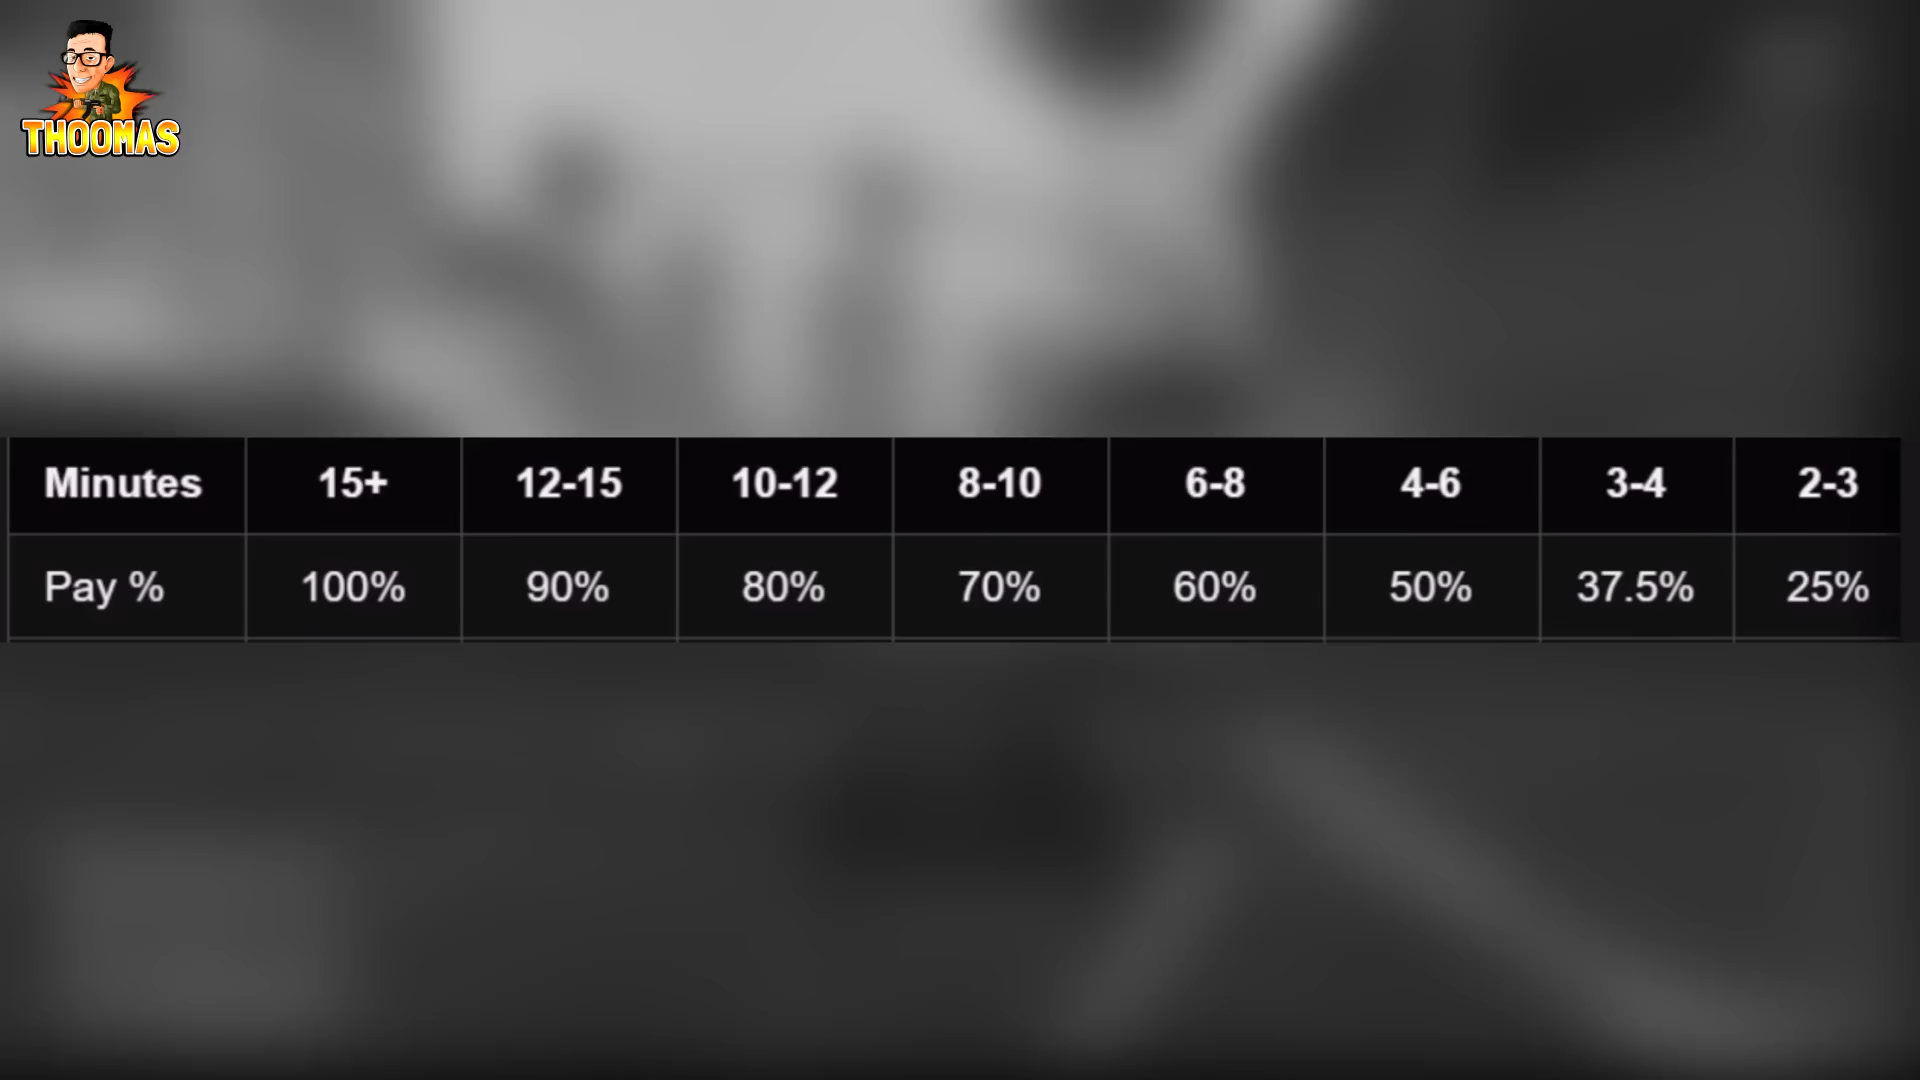 THOOMAS
Minutes 15+ 12-15 10-12 8-10 6-8 4-6 3-4 2-3
Pay % 100% 90% 80% 70% 60% 50% 37.5% 25%